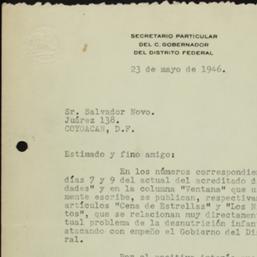 SECRETARIO PARTICULAR
DEL C. GOBERNADOR
DEL DISTRITO FEDERAL
23 de mayo de 1946.
Sr. Salvador Novo.
Juárez 138.
COYOACAN, D.F.
Estimado y fino amigo:
En los números correspondien
días 7 y 9 del actual del acreditado d
dades" y en la columna "Ventana" que u
mente escribe, se publican, respectiva
artículos "Cena de Estrellas" y "Los N
tos", que se relacionan muy directamen
tual problema de la desnutrición infan
atacando con empeño el Gobierno del Di
ral.